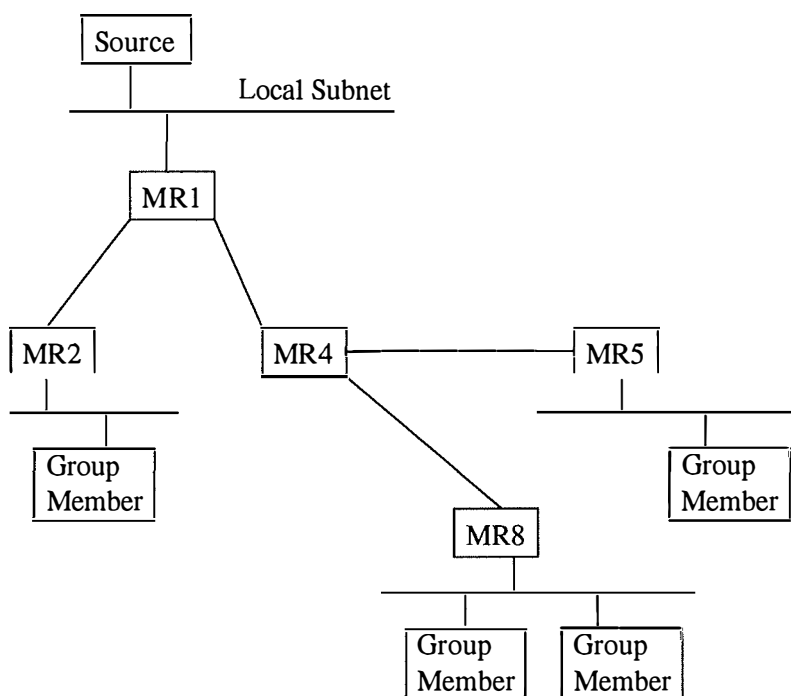 Source
Local Subnet
MR1
MR2
MR4
MR5
Group
Member
Group
Member
MR8
Group
Member
Group
Member